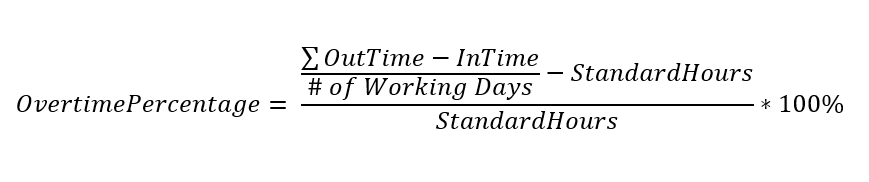 ∑ OutTime − InTime
# of Working Days − StandardHours
OvertimePercentage = * 100%
StandardHours